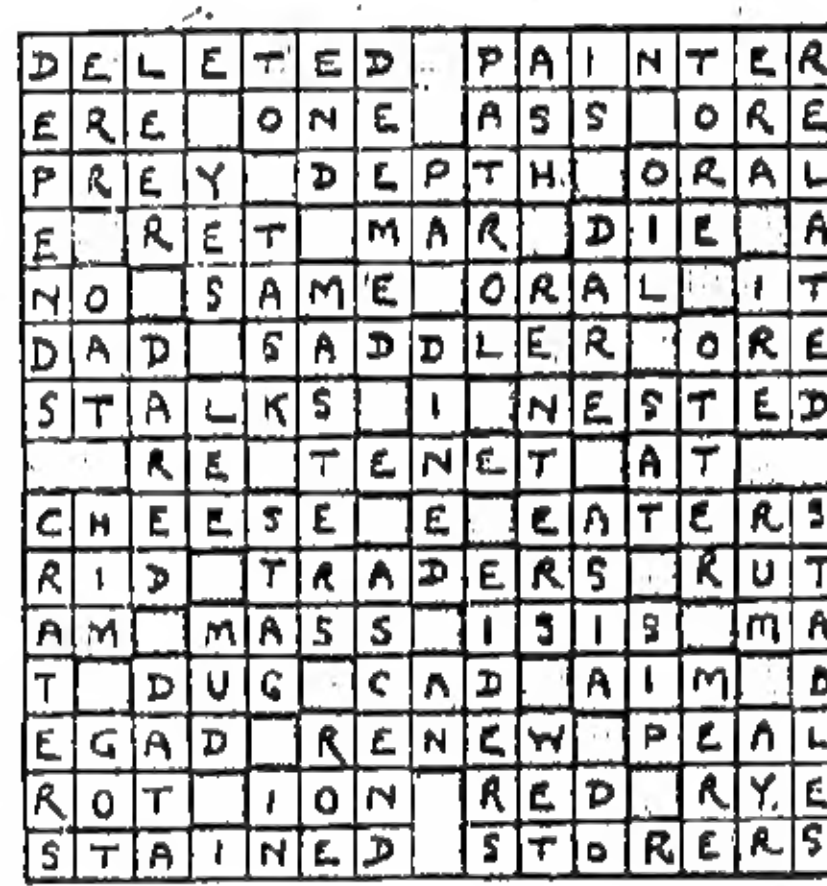 DELETED PAINTER
ERE ONE ASS ORE
PREY DEPTH ORAL
E RET MAR DIE A
NO SAME ORAL IT
DAD SADDLER ORE
STALKS I NESTED
RE TENET AT
CHEESE E EATERS
RID TRADERS RUT
AM MASS ISIS MA
T DUG CAD AIM B
EGAD RENEW PEAL
ROT ION RED RYE
STAINED STORERS